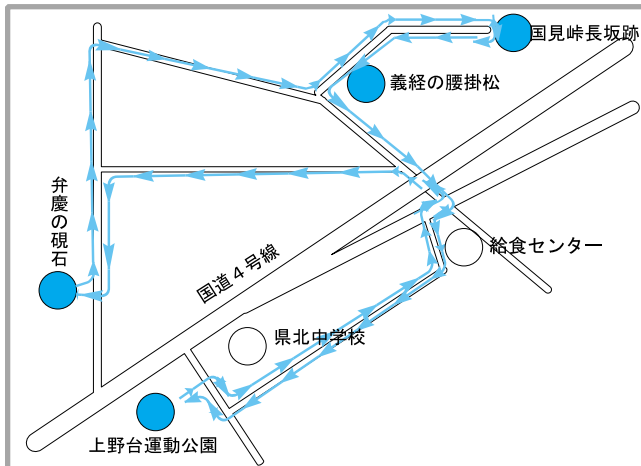 国見峠長坂跡
義経の腰掛松
弁慶の硯石
国道４号線
給食センター
県北中学校
上野台運動公園